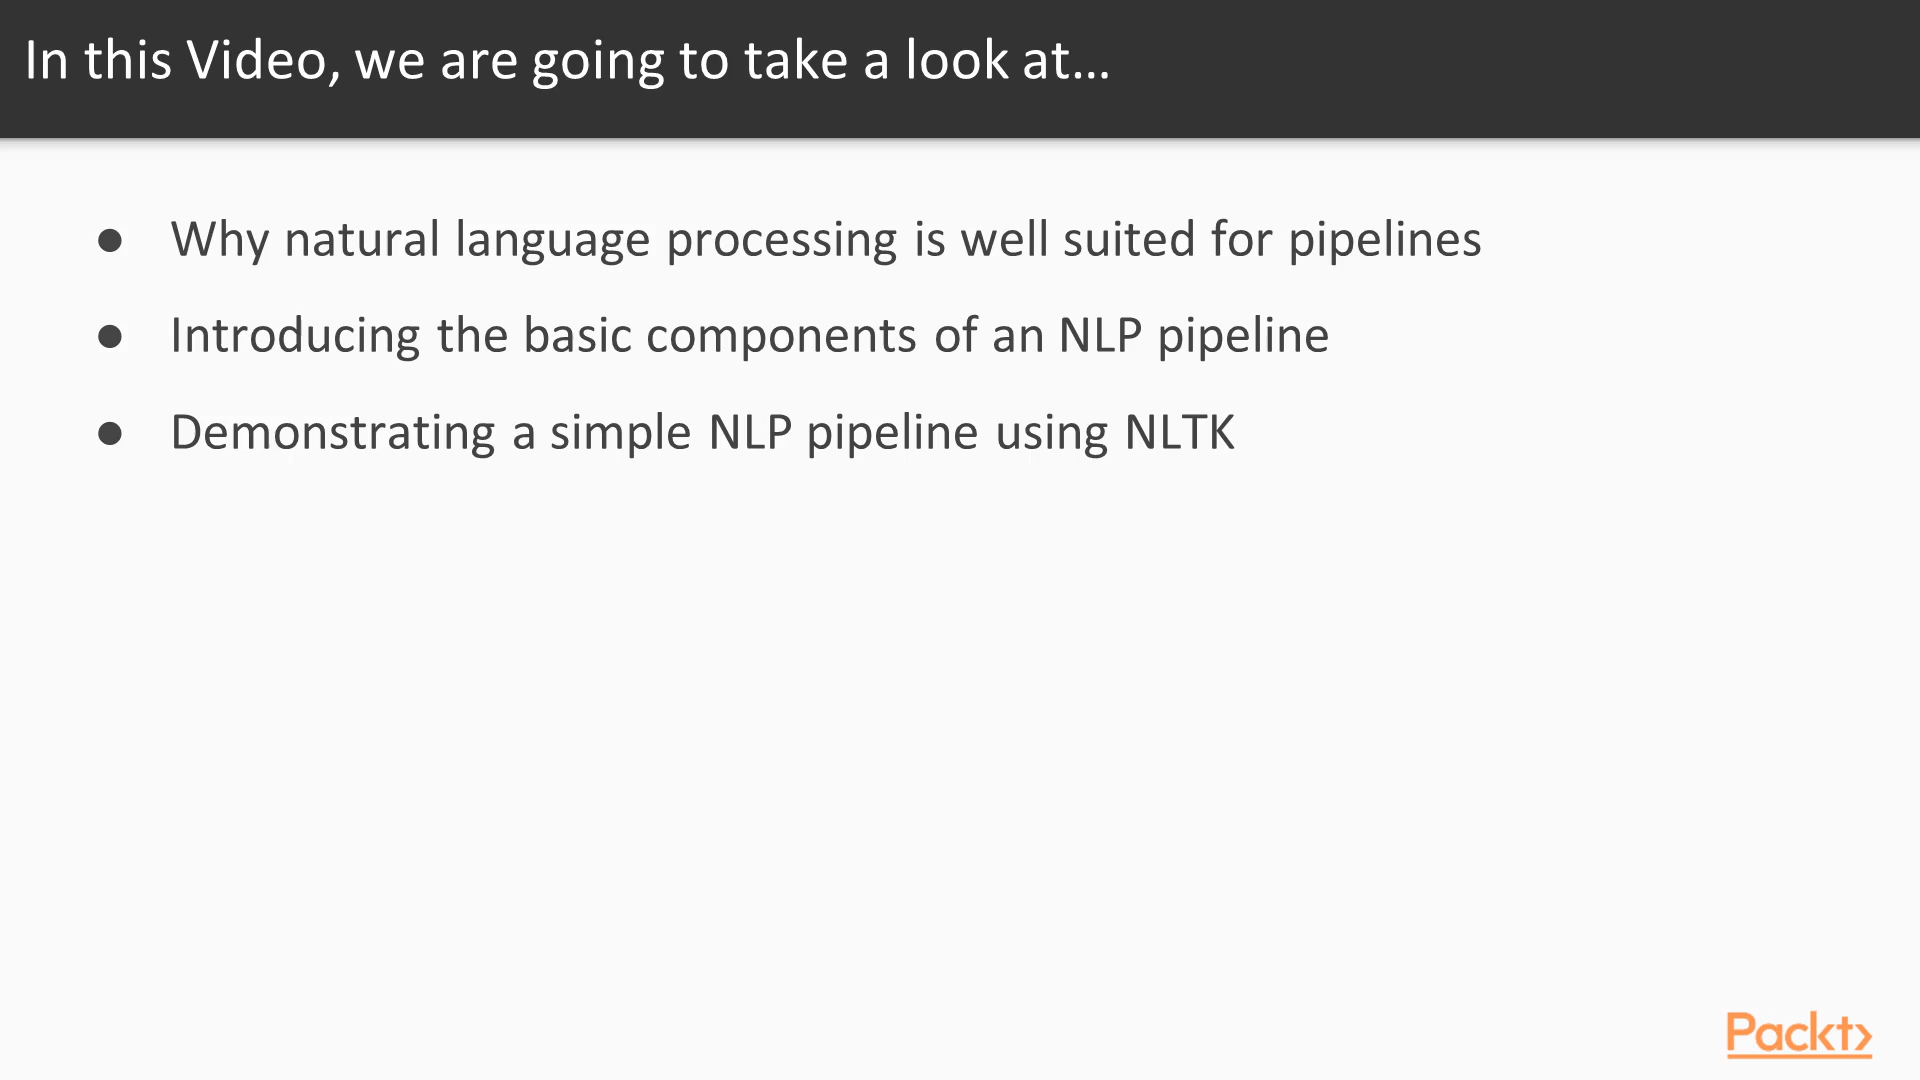 In this Video, we are going to take a look at...
● Why natural language processing is well suited for pipelines
● Introducing the basic components of an NLP pipeline
● Demonstrating a simple NLP pipeline using NLTK
Packt>